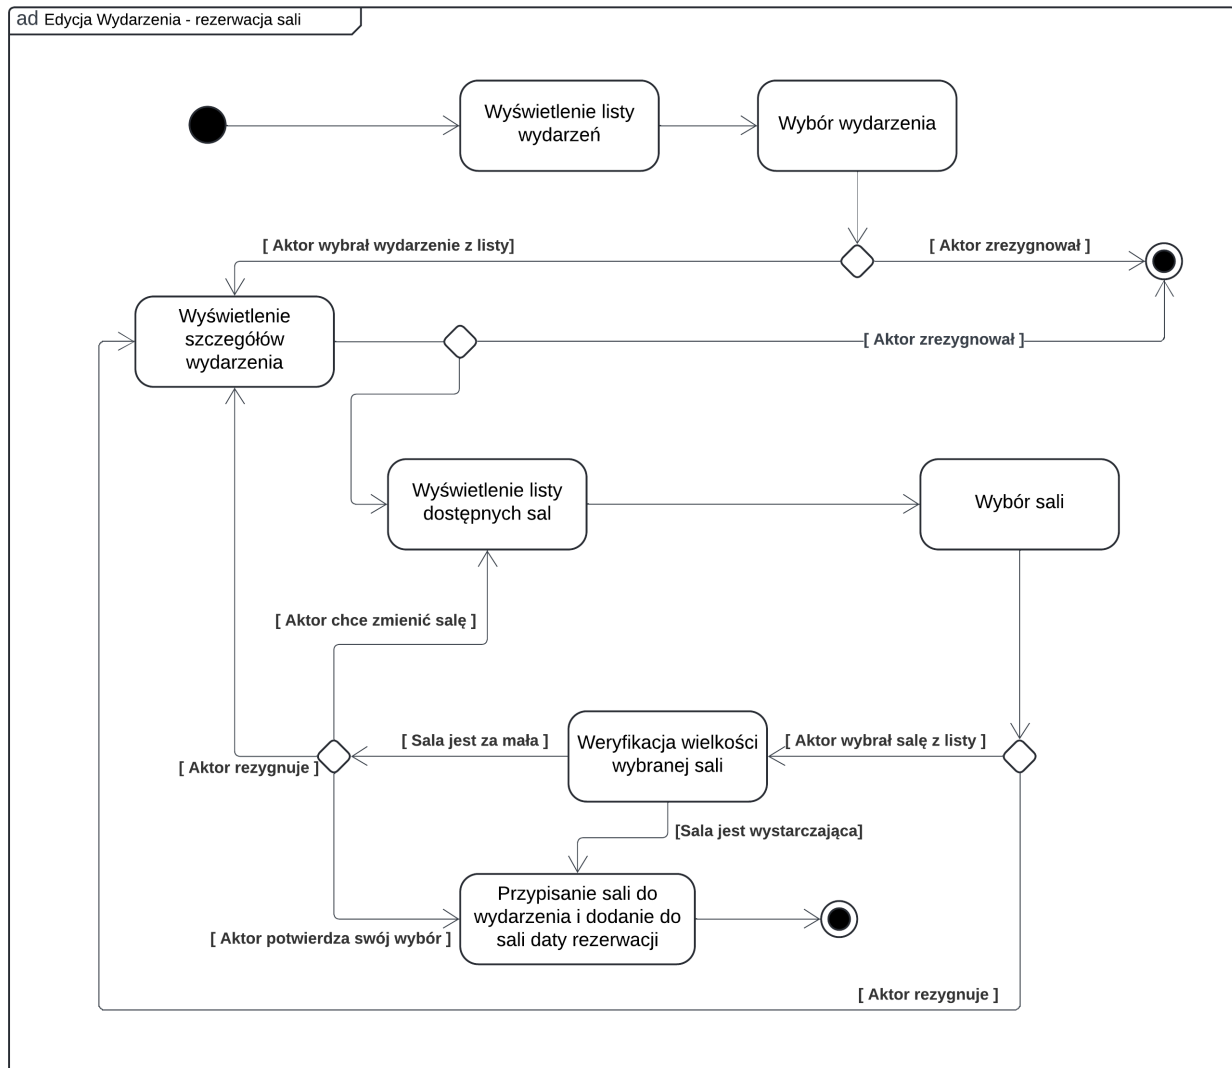 ad Edycja Wydarzenia - rezerwacja sali
Wyświetlenie listy
wydarzeń
Wybór wydarzenia
[ Aktor wybrał wydarzenie z listy]
[ Aktor zrezygnował ]
Wyświetlenie
szczegółów
wydarzenia
[ Aktor zrezygnował ]
Wyświetlenie listy
dostępnych sal
Wybór sali
[ Aktor chce zmienić salę ]
[ Sala jest za mała ]
Weryfikacja wielkości
wybranej sali
[ Aktor wybrał salę z listy ]
[ Aktor rezygnuje ]
[Sala jest wystarczająca]
Przypisanie sali do
wydarzenia i dodanie do
sali daty rezerwacji
[ Aktor potwierdza swój wybór ]
[ Aktor rezygnuje ]